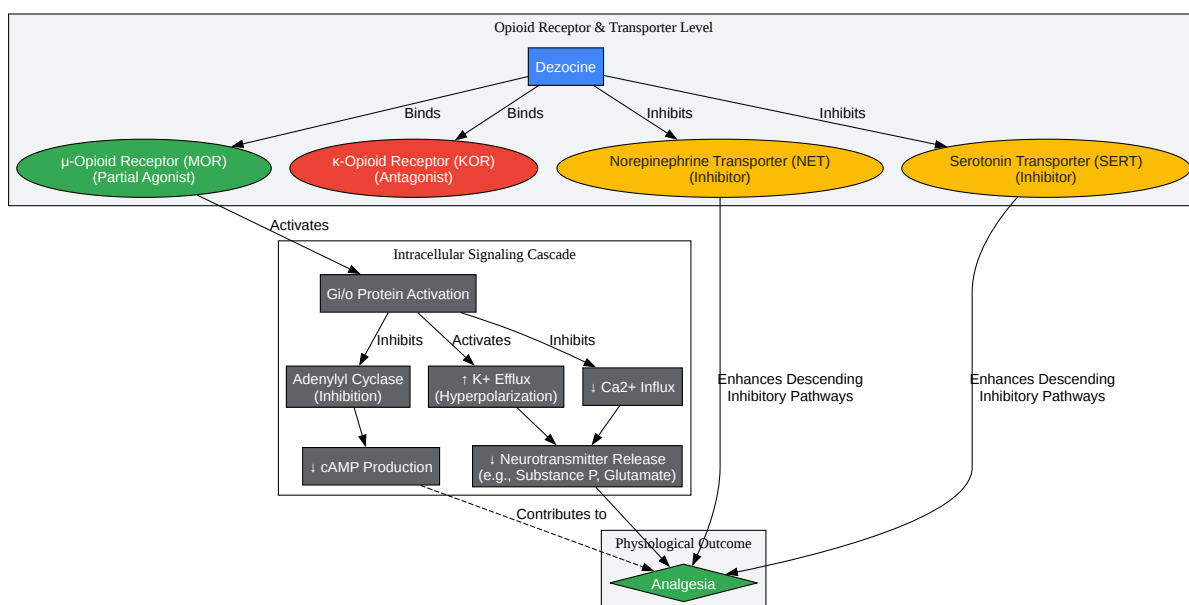 Opioid Receptor & Transporter Level
Dezocine
Binds
Binds
Inhibits
Inhibits
μ-Opioid Receptor (MOR)
(Partial Agonist)
κ-Opioid Receptor (KOR)
(Antagonist)
Norepinephrine Transporter (NET)
(Inhibitor)
Serotonin Transporter (SERT)
(Inhibitor)
Activates
Intracellular Signaling Cascade
Gi/o Protein Activation
Inhibits
Activates
Inhibits
Adenylyl Cyclase
(Inhibition)
↑ K+ Efflux
(Hyperpolarization)
↓ Ca2+ Influx
Enhances Descending
Inhibitory Pathways
Enhances Descending
Inhibitory Pathways
↓ cAMP Production
↓ Neurotransmitter Release
(e.g., Substance P, Glutamate)
Contributes to
Physiological Outcome
Analgesia